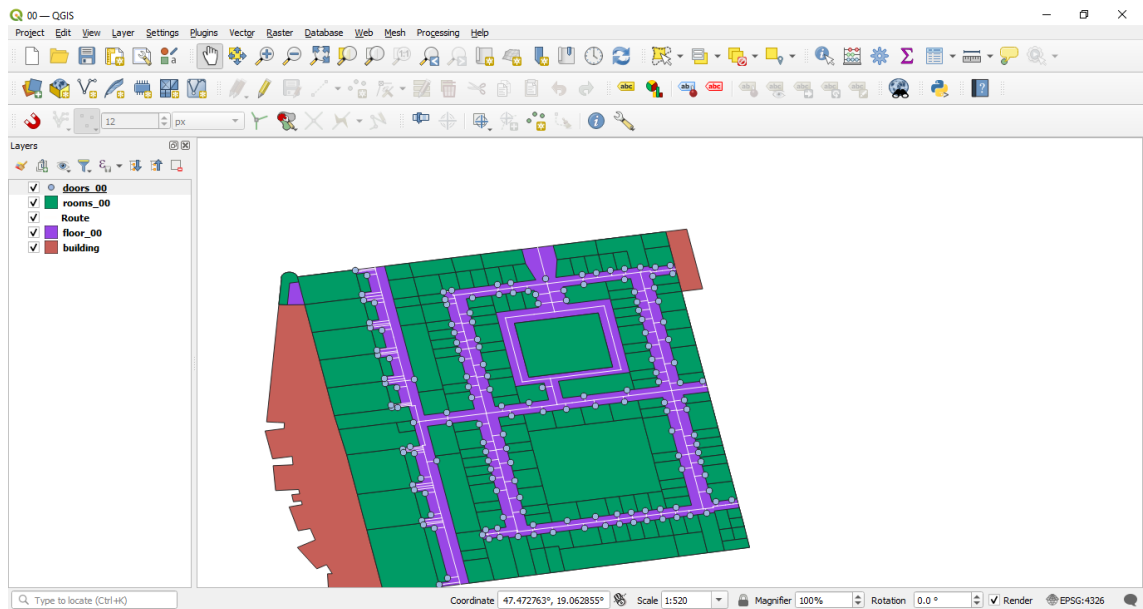 00 — QGIS
Project Edit View Layer Settings Plugins Vector Raster Database Web Mesh Processing Help
12 px
Layers
doors_00
rooms_00
Route
floor_00
building
Type to locate (Ctrl+K) Coordinate 47.472763°, 19.062855° Scale 1:520 Magnifier 100% Rotation 0.0 ° Render EPSG:4326